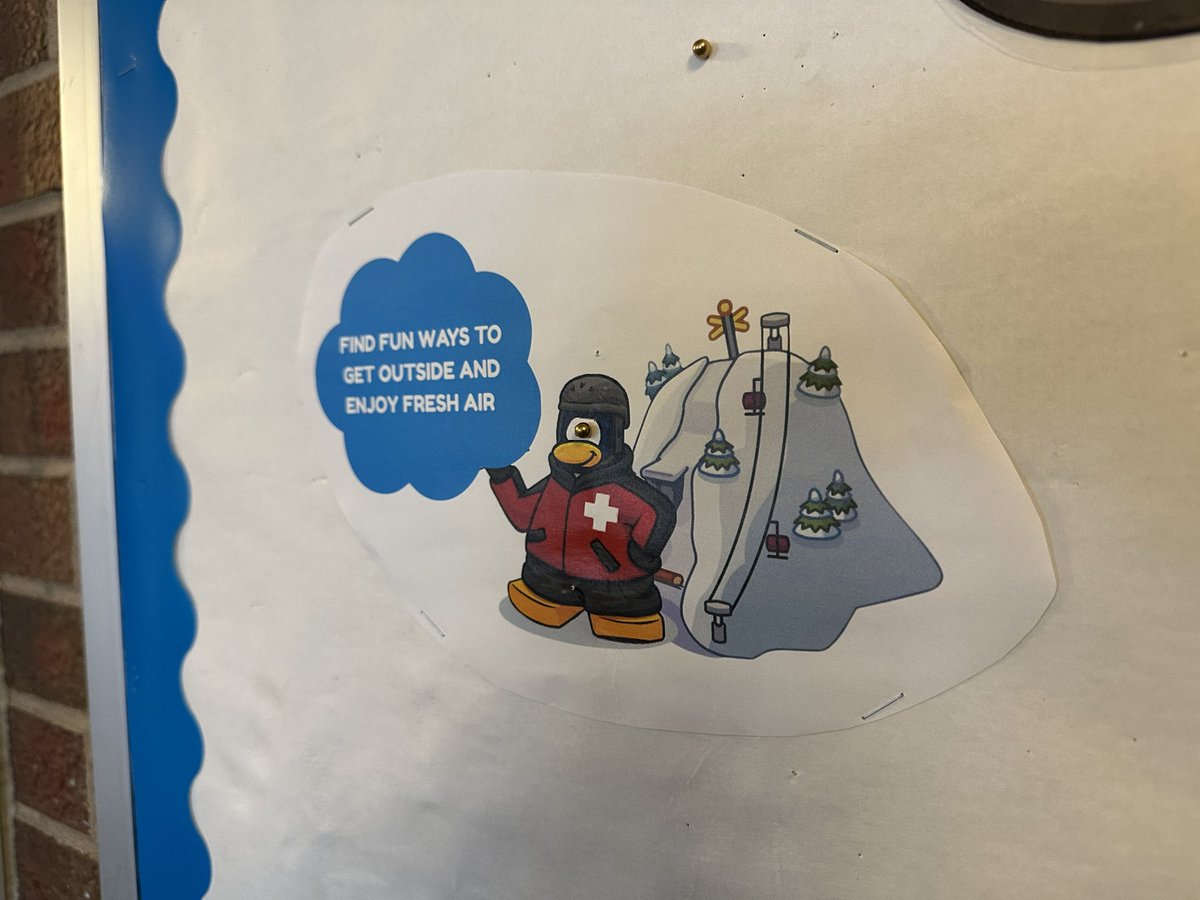 FIND FUN WAYS TO
GET OUTSIDE AND
ENJOY FRESH AIR